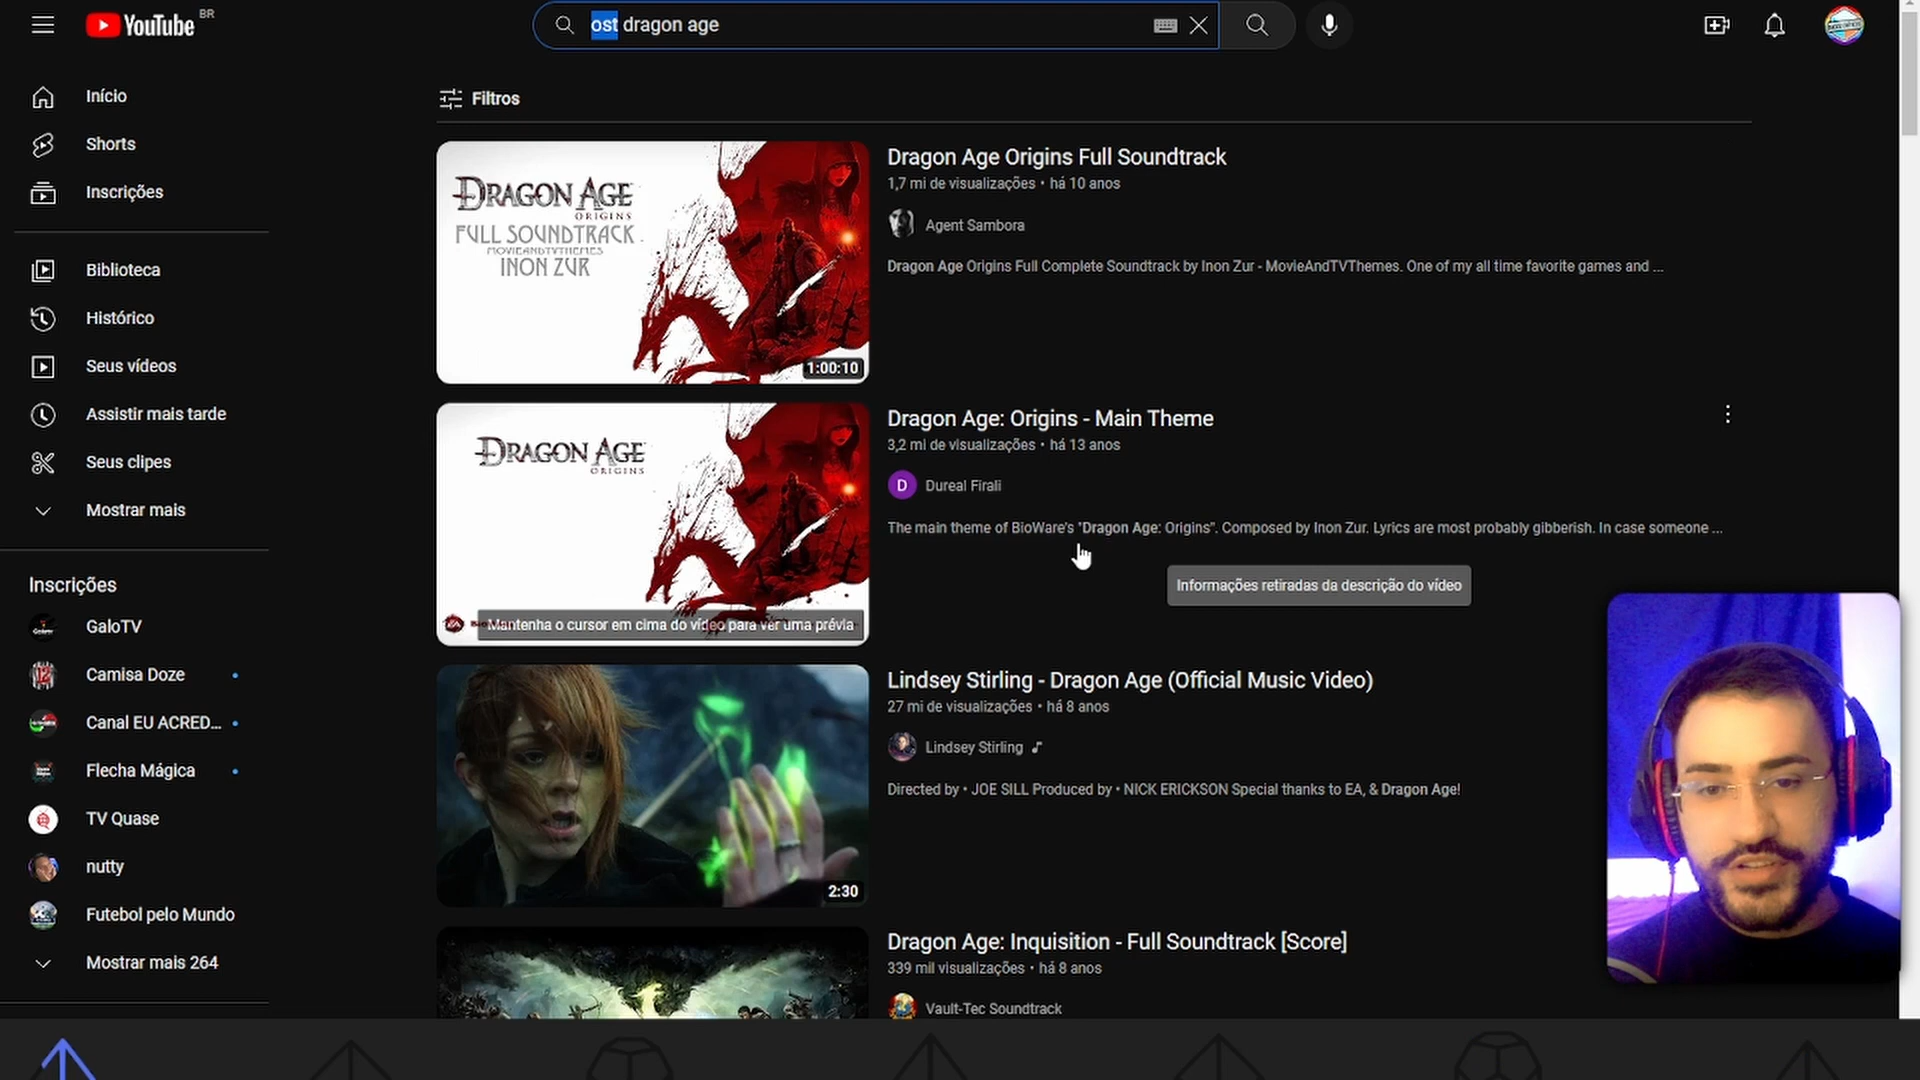 YouTube BR
ost dragon age
Início
Shorts
Inscrições
Biblioteca
Histórico
Seus vídeos
Assistir mais tarde
Seus clipes
Mostrar mais
Inscrições
GaloTV
Camisa Doze
Canal EU ACRED...
Flecha Mágica
TV Quase
nutty
Futebol pelo Mundo
Mostrar mais 264
Filtros
DRAGON AGE
ORIGINS
FULL SOUNDTRACK
MOVIEANDTVTHEMES
INON ZUR
1:00:10
Dragon Age Origins Full Soundtrack
1,7 mi de visualizações • há 10 anos
Agent Sambora
Dragon Age Origins Full Complete Soundtrack by Inon Zur - MovieAndTVThemes. One of my all time favorite games and ...
DRAGON AGE
ORIGINS
EA
Mantenha o cursor em cima do vídeo para ver uma prévia
Dragon Age: Origins - Main Theme
3,2 mi de visualizações • há 13 anos
D Dureal Firali
The main theme of BioWare's "Dragon Age: Origins". Composed by Inon Zur. Lyrics are most probably gibberish. In case someone ...
Informações retiradas da descrição do vídeo
2:30
Lindsey Stirling - Dragon Age (Official Music Video)
27 mi de visualizações • há 8 anos
Lindsey Stirling
Directed by • JOE SILL Produced by • NICK ERICKSON Special thanks to EA, & Dragon Age!
Dragon Age: Inquisition - Full Soundtrack [Score]
339 mil visualizações • há 8 anos
Vault-Tec Soundtrack